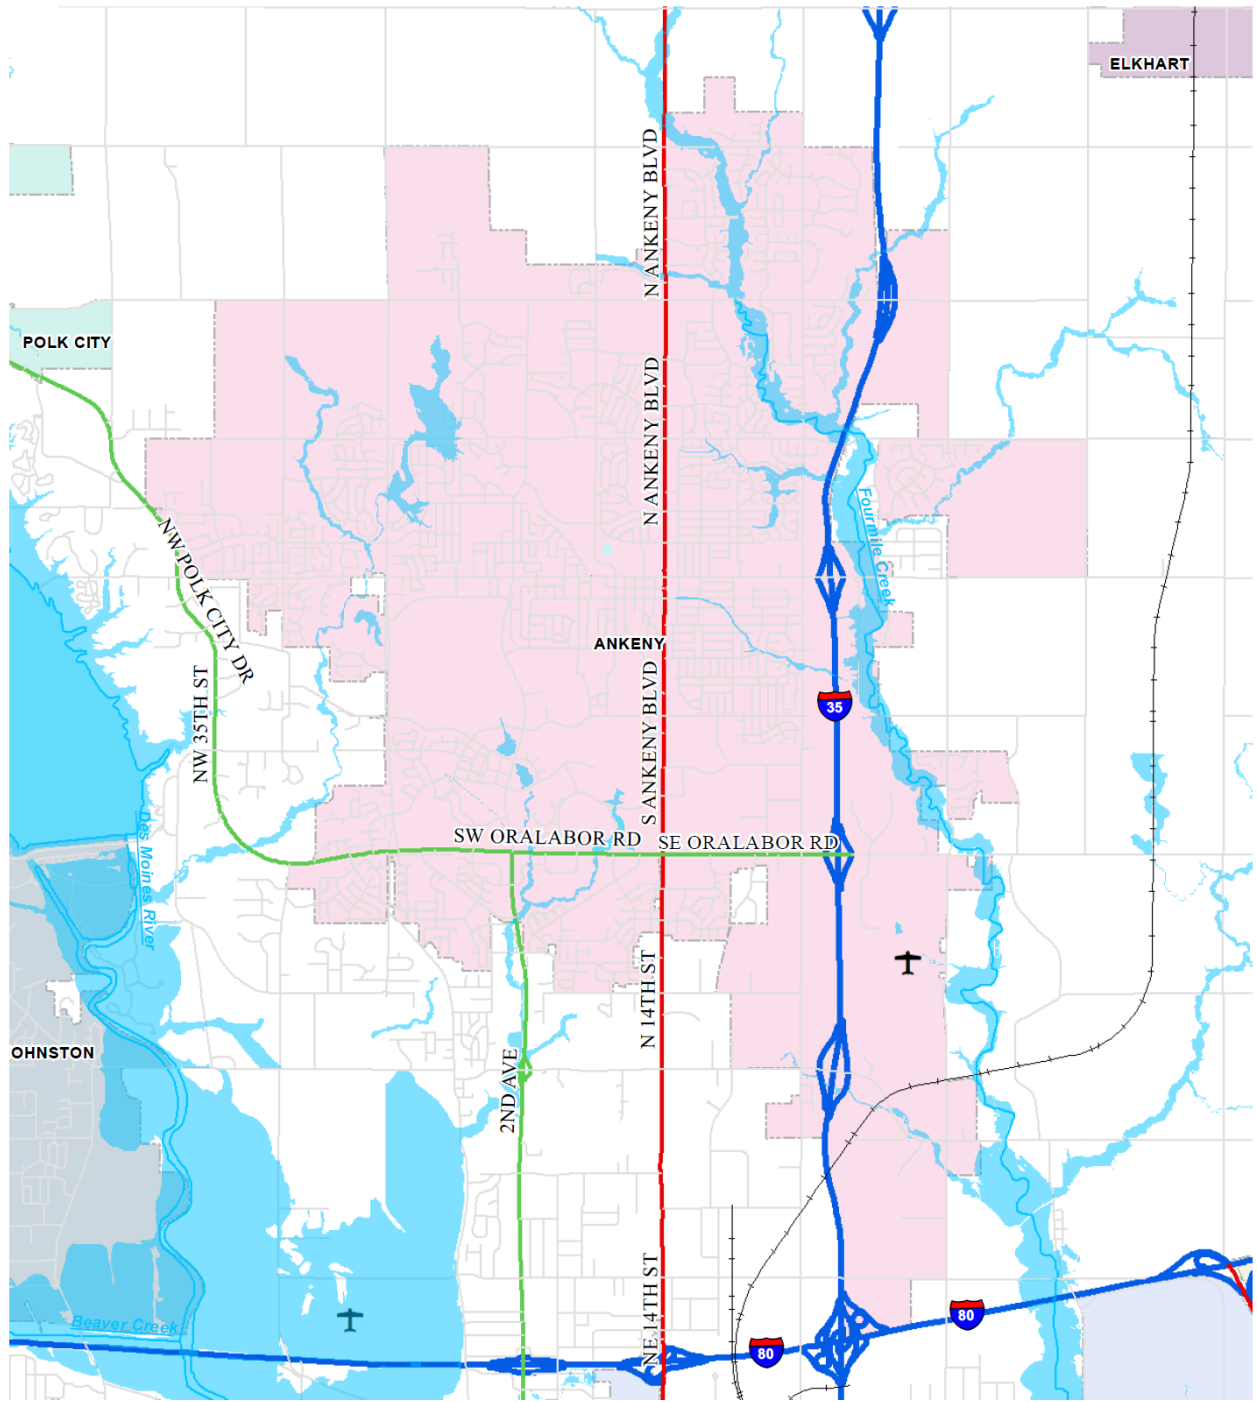 ELKHART
N ANKENY BLVD
POLK CITY
N ANKENY BLVD
Fourmile Creek
NW POLK CITY DR
ANKENY
NW 35TH ST
S ANKENY BLVD
35
SW ORALABOR RD
SE ORALABOR RD
Des Moines River
N 14TH ST
OHNSTON
2ND AVE
NE 14TH ST
Beaver Creek
80
80